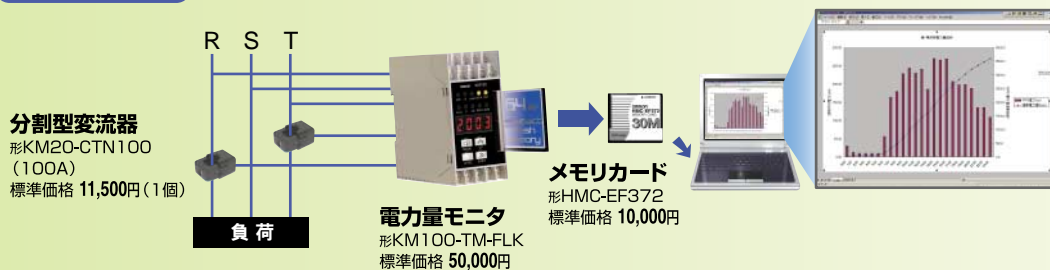 R S T
分割型変流器
形KM20-CTN100
(100A)
標準価格 11,500円(1個)
負 荷
2003
64
電力量モニタ
形KM100-TM-FLK
標準価格 50,000円
30M
メモリカード
形HMC-EF372
標準価格 10,000円